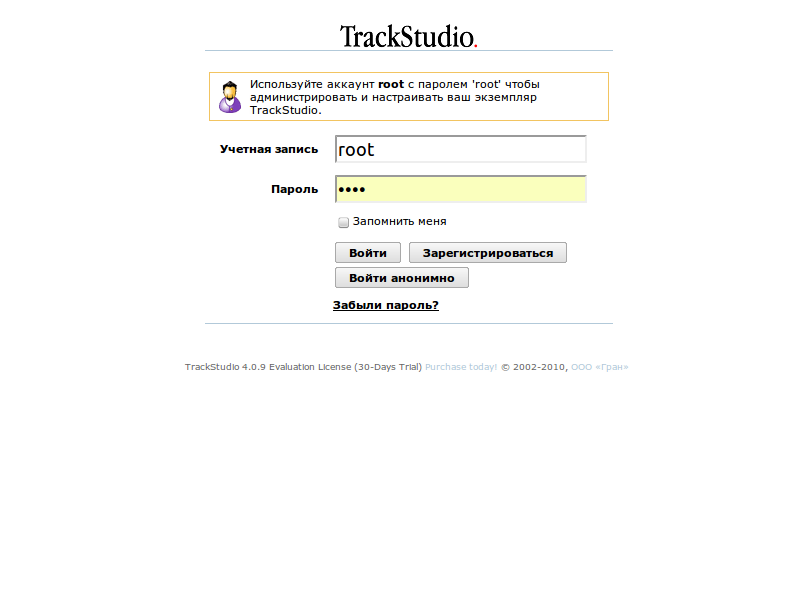 TrackStudio.
Используйте аккаунт root с паролем 'root' чтобы
администрировать и настраивать ваш экземпляр
TrackStudio.
Учетная запись root
Пароль ••••
Запомнить меня
Войти Зарегистрироваться
Войти анонимно
Забыли пароль?
TrackStudio 4.0.9 Evaluation License (30-Days Trial) Purchase today! © 2002-2010, ООО «Гран»